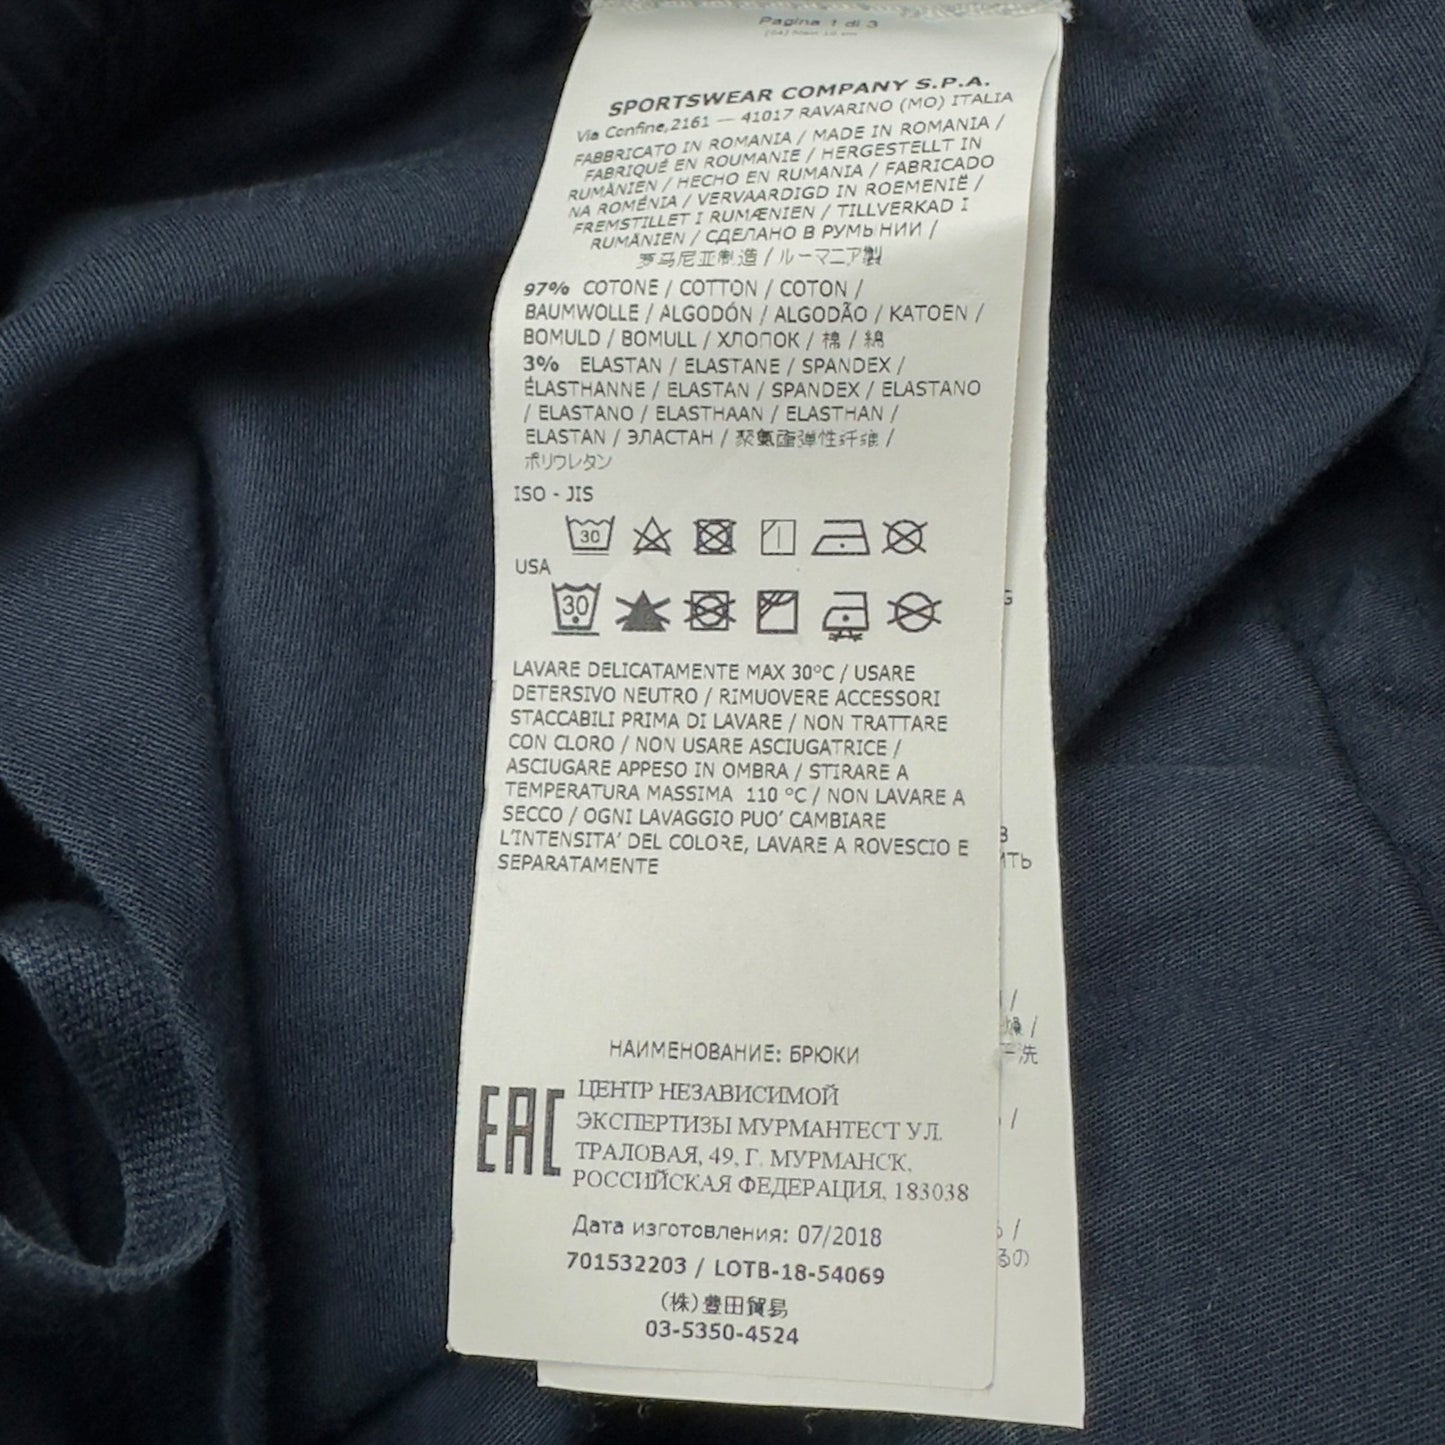 Pagina 1 di 3
SPORTSWEAR COMPANY S.P.A.
Via Confine,2161 — 41017 RAVARINO (MO) ITALIA
FABBRICATO IN ROMANIA / MADE IN ROMANIA /
FABRIQUÉ EN ROUMANIE / HERGESTELLT IN
RUMÄNIEN / HECHO EN RUMANIA / FABRICADO
NA ROMÉNIA / VERVAARDIGD IN ROEMENIË /
FREMSTILLET I RUMÆNIEN / TILLVERKAD I
RUMÄNIEN / СДЕЛАНО В РУМЫНИИ /
罗马尼亚制造 / ルーマニア製
97% COTONE / COTTON / COTON /
BAUMWOLLE / ALGODÓN / ALGODÃO / KATOEN /
BOMULD / BOMULL / ХЛОПОК / 棉 / 綿
3% ELASTAN / ELASTANE / SPANDEX /
ÉLASTHANNE / ELASTAN / SPANDEX / ELASTANO
/ ELASTANO / ELASTHAAN / ELASTHAN /
ELASTAN / ЭЛАСТАН / 聚氨酯弹性纤维 /
ポリウレタン
ISO - JIS
30
USA
30
G
LAVARE DELICATAMENTE MAX 30°C / USARE
DETERSIVO NEUTRO / RIMUOVERE ACCESSORI
STACCABILI PRIMA DI LAVARE / NON TRATTARE
CON CLORO / NON USARE ASCIUGATRICE /
ASCIUGARE APPESO IN OMBRA / STIRARE A
TEMPERATURA MASSIMA 110 °C / NON LAVARE A
SECCO / OGNI LAVAGGIO PUO' CAMBIARE
L'INTENSITA' DEL COLORE, LAVARE A ROVESCIO E
SEPARATAMENTE
НАИМЕНОВАНИЕ: БРЮКИ
EAC
ЦЕНТР НЕЗАВИСИМОЙ
ЭКСПЕРТИЗЫ МУРМАНТЕСТ УЛ.
ТРАЛОВАЯ, 49, Г. МУРМАНСК,
РОССИЙСКАЯ ФЕДЕРАЦИЯ, 183038
Дата изготовления: 07/2018
701532203 / LOTB-18-54069
(株)豊田貿易
03-5350-4524